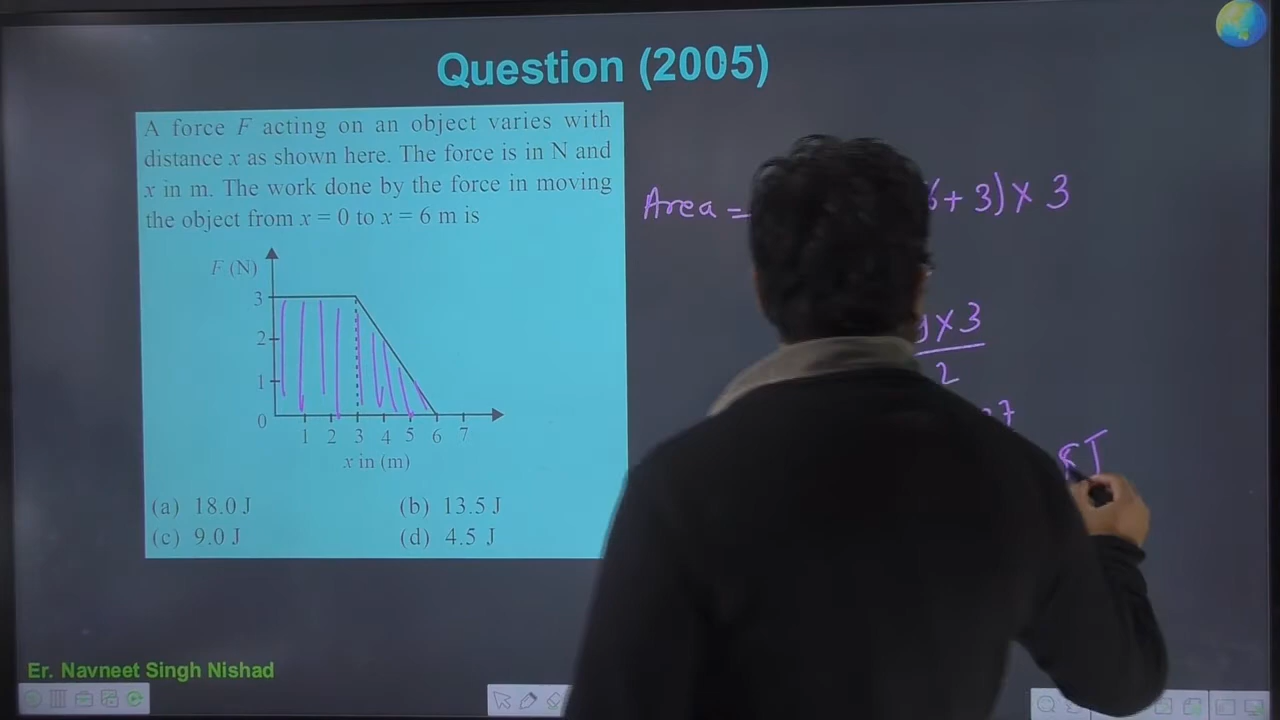 Question (2005)
A force F acting on an object varies with
distance x as shown here. The force is in N and
x in m. The work done by the force in moving
the object from x = 0 to x = 6 m is
F (N)
3
2
1
0
1 2 3 4 5 6 7
x in (m)
(a) 18.0 J
(b) 13.5 J
(c) 9.0 J
(d) 4.5 J
Area =
+ 3) × 3
× 3
2
7
J
Er. Navneet Singh Nishad